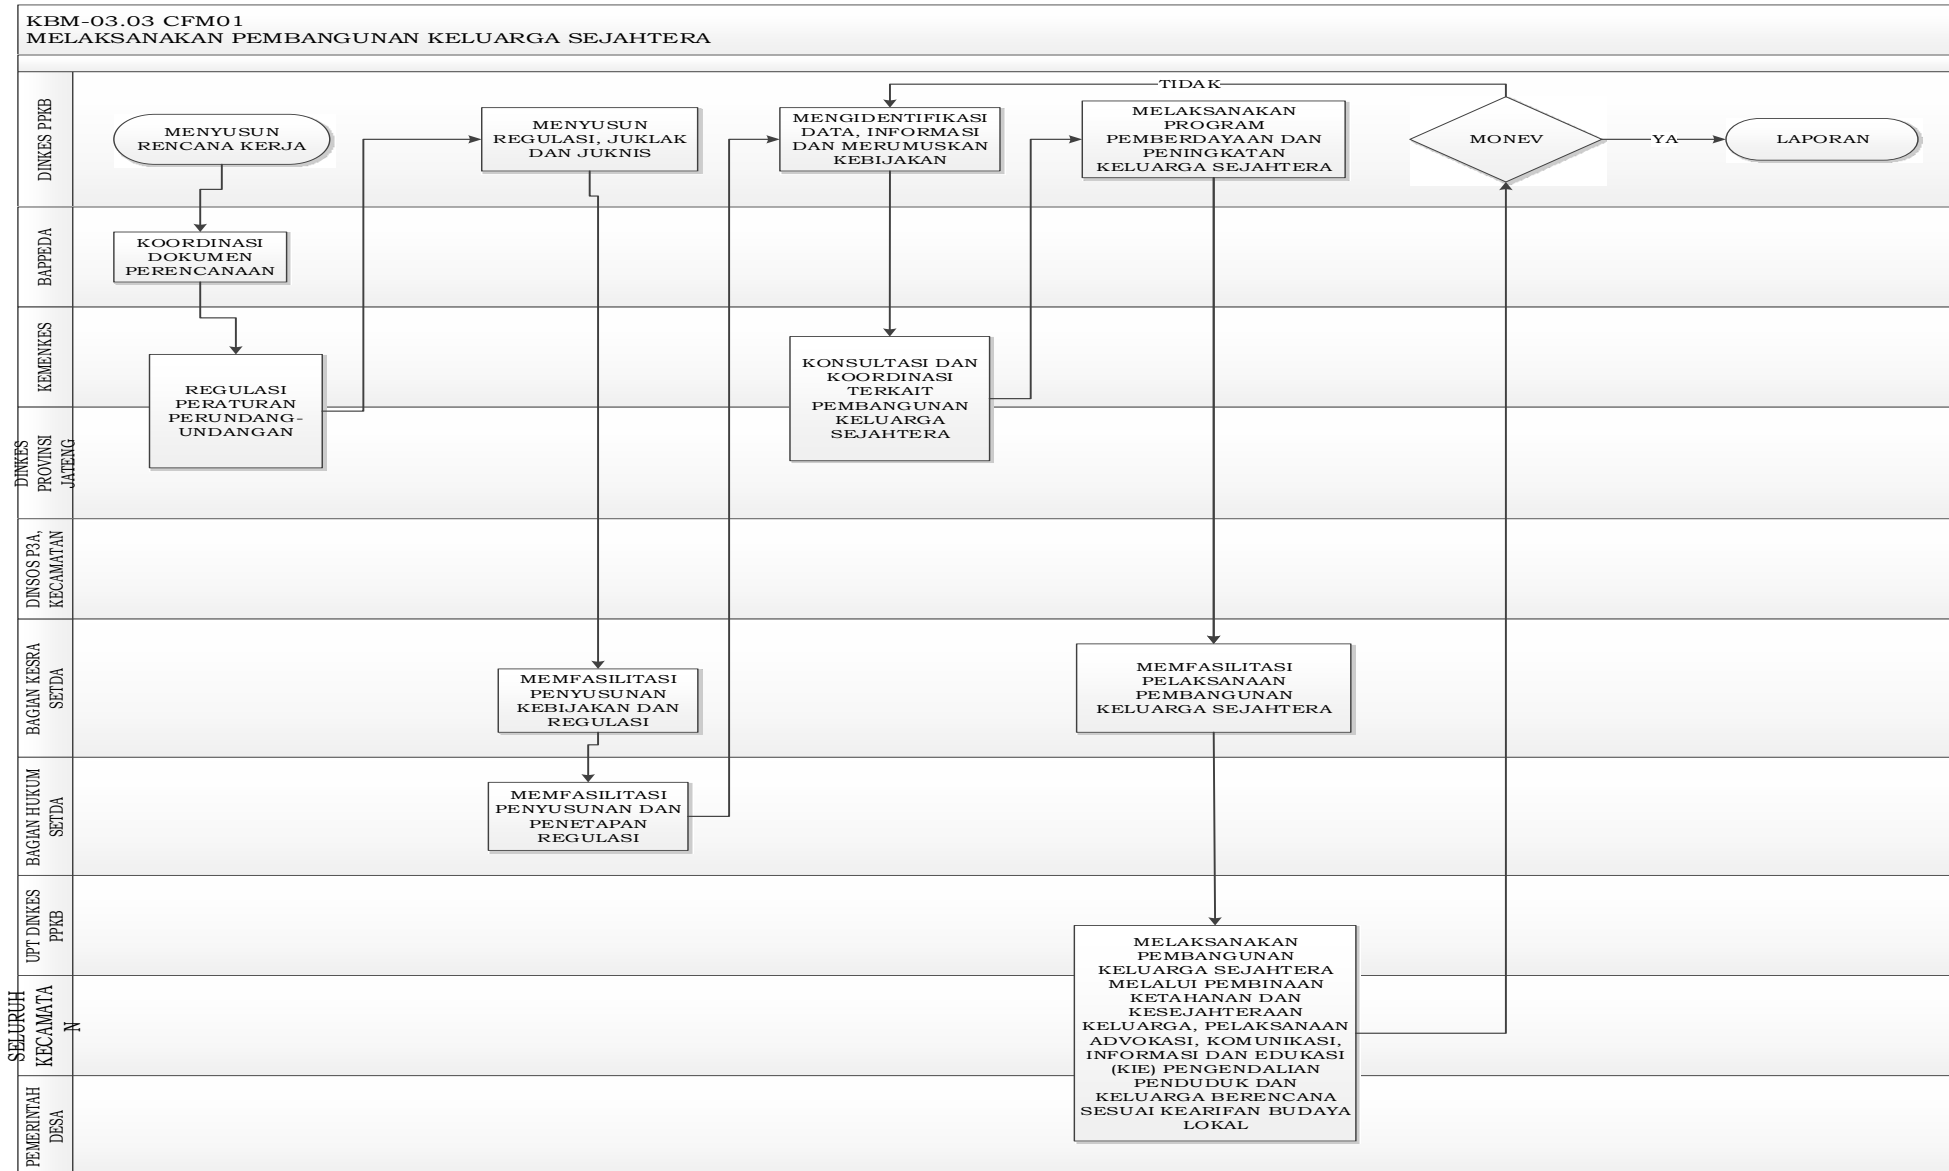 KBM-03.03 CFM01
MELAKSANAKAN PEMBANGUNAN KELUARGA SEJAHTERA
DINKES PPKB
MENYUSUN
RENCANA KERJA
MENYUSUN
REGULASI, JUKLAK
DAN JUKNIS
MENGIDENTIFIKASI
DATA, INFORMASI
DAN MERUMUSKAN
KEBIJAKAN
MELAKSANAKAN
PROGRAM
PEMBERDAYAAN DAN
PENINGKATAN
KELUARGA SEJAHTERA
TIDAK
MONEV
YA
LAPORAN
BAPPEDA
KOORDINASI
DOKUMEN
PERENCANAAN
KEMENKES
REGULASI
PERATURAN
PERUNDANG-
UNDANGAN
KONSULTASI DAN
KOORDINASI
TERKAIT
PEMBANGUNAN
KELUARGA
SEJAHTERA
DINKES
PROVINSI
JATENG
DINSOS P3A,
KECAMATAN
BAGIAN KESRA
SETDA
MEMFASILITASI
PENYUSUNAN
KEBIJAKAN DAN
REGULASI
MEMFASILITASI
PELAKSANAAN
PEMBANGUNAN
KELUARGA SEJAHTERA
BAGIAN HUKUM
SETDA
MEMFASILITASI
PENYUSUNAN DAN
PENETAPAN
REGULASI
UPT DINKES
PPKB
MELAKSANAKAN
PEMBANGUNAN
KELUARGA SEJAHTERA
MELALUI PEMBINAAN
KETAHANAN DAN
KESEJAHTERAAN
KELUARGA, PELAKSANAAN
ADVOKASI, KOMUNIKASI,
INFORMASI DAN EDUKASI
(KIE) PENGENDALIAN
PENDUDUK DAN
KELUARGA BERENCANA
SESUAI KEARIFAN BUDAYA
LOKAL
SELURUH
KECAMATA
N
PEMERINTAH
DESA